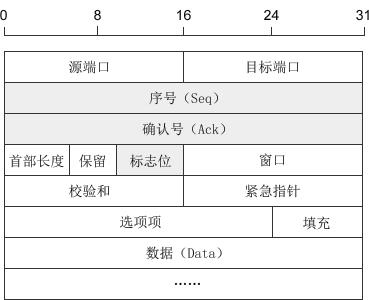 0 8 16 24 31
源端口 目标端口
序号（Seq）
确认号（Ack）
首部长度 保留 标志位 窗口
校验和 紧急指针
选项项 填充
数据（Data）
……